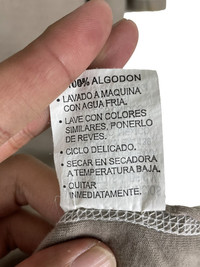 100% ALGODON
• LAVADO A MAQUINA
CON AGUA FRIA.
• LAVE CON COLORES
SIMILARES, PONERLO
DE REVES.
• CICLO DELICADO.
• SECAR EN SECADORA
A TEMPERATURA BAJA.
• QUITAR
INMEDIATAMENTE.